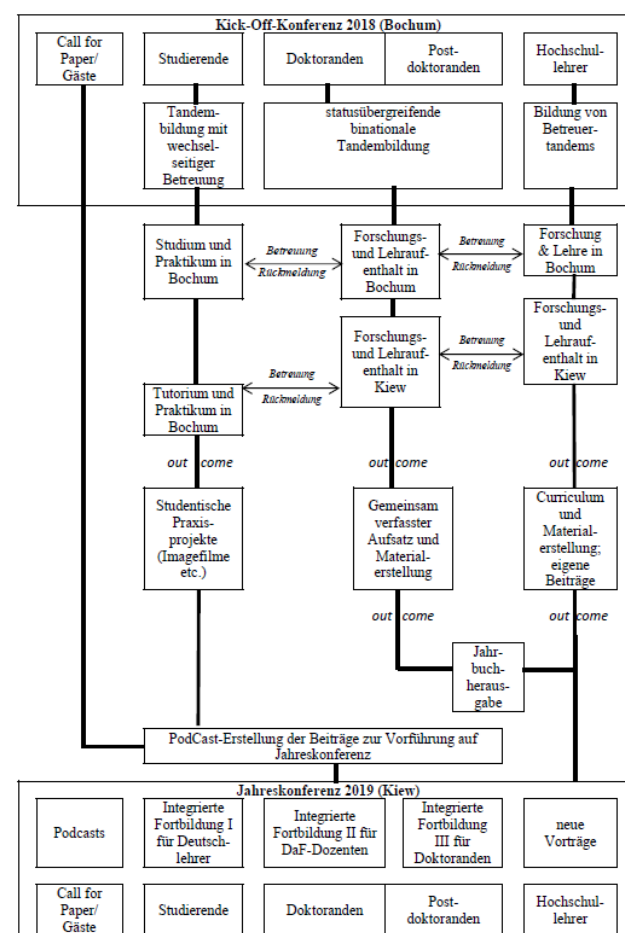 Kick-Off-Konferenz 2018 (Bochum)
Call for
Paper/
Gäste
Studierende
Doktoranden
Post-
doktoranden
Hochschul-
lehrer
Tandem-
bildung mit
wechsel-
seitiger
Betreuung
statusübergreifende
binationale
Tandembildung
Bildung von
Betreuer-
tandems
Studium und
Praktikum in
Bochum
Betreuung
Rückmeldung
Forschungs-
und Lehrauf-
enthalt in
Bochum
Betreuung
Rückmeldung
Forschung
& Lehre in
Bochum
Forschungs-
und Lehrauf-
enthalt in
Kiew
Betreuung
Rückmeldung
Forschungs-
und
Lehrauf-
enthalt in
Kiew
Tutorium und
Praktikum in
Bochum
Betreuung
Rückmeldung
out come
out come
out come
Studentische
Praxis-
projekte
(Imagefilme
etc.)
Gemeinsam
verfasster
Aufsatz und
Material-
erstellung
Curriculum
und
Material-
erstellung;
eigene
Beiträge
out come
out come
Jahr-
buch-
heraus-
gabe
PodCast-Erstellung der Beiträge zur Vorführung auf
Jahreskonferenz
Jahreskonferenz 2019 (Kiew)
Podcasts
Integrierte
Fortbildung I
für Deutsch-
lehrer
Integrierte
Fortbildung II für
DaF-Dozenten
Integrierte
Fortbildung
III für
Doktoranden
neue
Vorträge
Call for
Paper/
Gäste
Studierende
Doktoranden
Post-
doktoranden
Hochschul-
lehrer